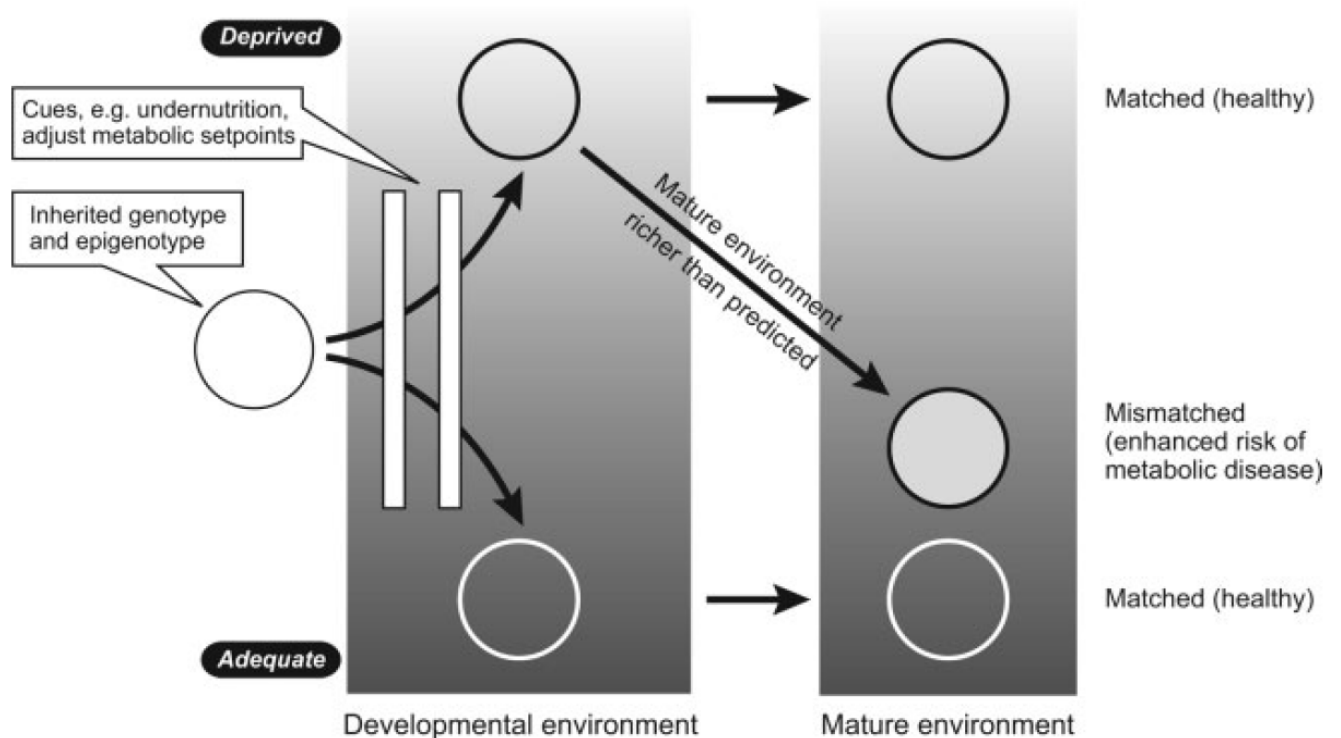 Deprived
Cues, e.g. undernutrition,
adjust metabolic setpoints
Inherited genotype
and epigenotype
Mature environment
richer than predicted
Matched (healthy)
Mismatched
(enhanced risk of
metabolic disease)
Matched (healthy)
Adequate
Developmental environment
Mature environment